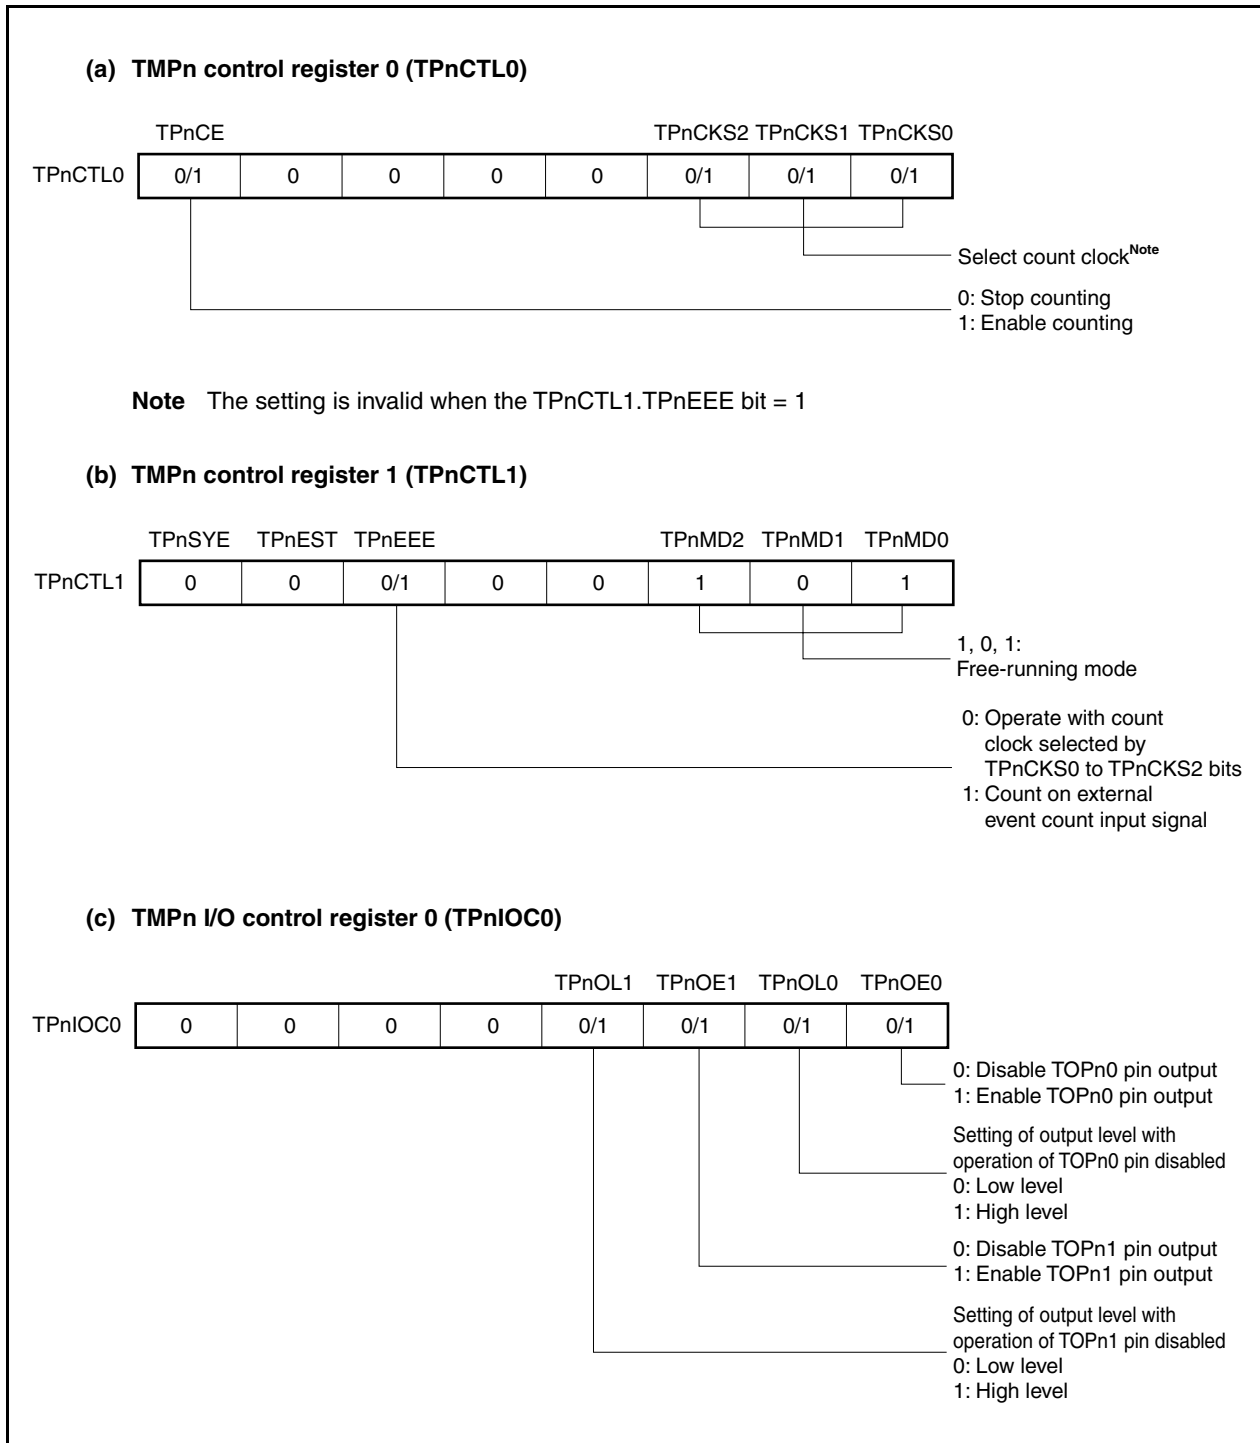 (a) TMPn control register 0 (TPnCTL0)
TPnCE TPnCKS2 TPnCKS1 TPnCKS0
TPnCTL0 0/1 0 0 0 0 0/1 0/1 0/1
Select count clockNote
0: Stop counting
1: Enable counting
Note The setting is invalid when the TPnCTL1.TPnEEE bit = 1
(b) TMPn control register 1 (TPnCTL1)
TPnSYE TPnEST TPnEEE TPnMD2 TPnMD1 TPnMD0
TPnCTL1 0 0 0/1 0 0 1 0 1
1, 0, 1:
Free-running mode
0: Operate with count
clock selected by
TPnCKS0 to TPnCKS2 bits
1: Count on external
event count input signal
(c) TMPn I/O control register 0 (TPnIOC0)
TPnOL1 TPnOE1 TPnOL0 TPnOE0
TPnIOC0 0 0 0 0 0/1 0/1 0/1 0/1
0: Disable TOPn0 pin output
1: Enable TOPn0 pin output
Setting of output level with
operation of TOPn0 pin disabled
0: Low level
1: High level
0: Disable TOPn1 pin output
1: Enable TOPn1 pin output
Setting of output level with
operation of TOPn1 pin disabled
0: Low level
1: High level